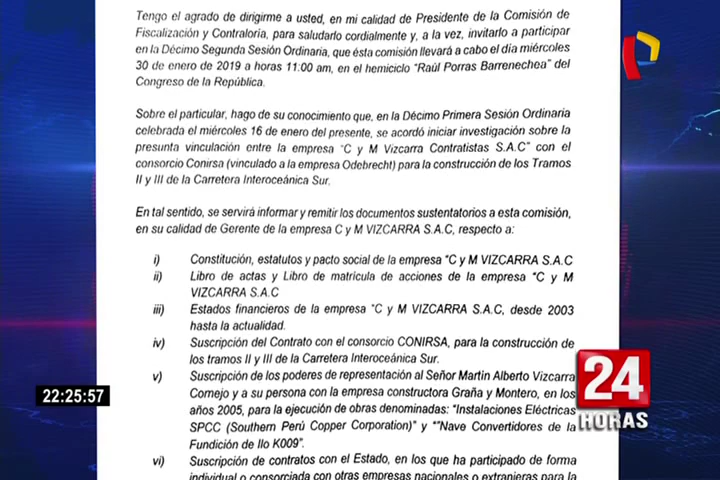 Tengo el agrado de dirigirme a usted, en mi calidad de Presidente de la Comisión de
Fiscalización y Contraloría, para saludarlo cordialmente y, a la vez, invitarlo a participar
en la Décimo Segunda Sesión Ordinaria, que ésta comisión llevará a cabo el día miércoles
30 de enero de 2019 a horas 11:00 am, en el hemiciclo "Raúl Porras Barrenechea" del
Congreso de la República.
Sobre el particular, hago de su conocimiento que, en la Décimo Primera Sesión Ordinaria
celebrada el miércoles 16 de enero del presente, se acordó iniciar investigación sobre la
presunta vinculación entre la empresa "C y M Vizcarra Contratistas S.A.C" con el
consorcio Conirsa (vinculado a la empresa Odebrecht) para la construcción de los Tramos
II y III de la Carretera Interoceánica Sur.
En tal sentido, se servirá informar y remitir los documentos sustentatorios a esta comisión,
en su calidad de Gerente de la empresa C y M VIZCARRA S.A.C, respecto a:
i) Constitución, estatutos y pacto social de la empresa "C y M VIZCARRA S.A.C
ii) Libro de actas y Libro de matricula de acciones de la empresa "C y M
VIZCARRA S.A.C
iii) Estados financieros de la empresa "C y M VIZCARRA S.A.C, desde 2003
hasta la actualidad.
iv) Suscripción del Contrato con el consorcio CONIRSA, para la construcción de
los tramos II y III de la Carretera Interoceánica Sur.
v) Suscripción de los poderes de representación al Señor Martin Alberto Vizcarra
Cornejo y a su persona con la empresa constructora Graña y Montero, en los
años 2005, para la ejecución de obras denominadas: "Instalaciones Eléctricas
SPCC (Southern Perú Copper Corporation)" y ""Nave Convertidores de la
Fundición de Ilo K009".
vi) Suscripción de contratos con el Estado, en los que ha participado de forma
individual o consorciada con otras empresas nacionales o extranjeras para la
22:25:57
24
HORAS